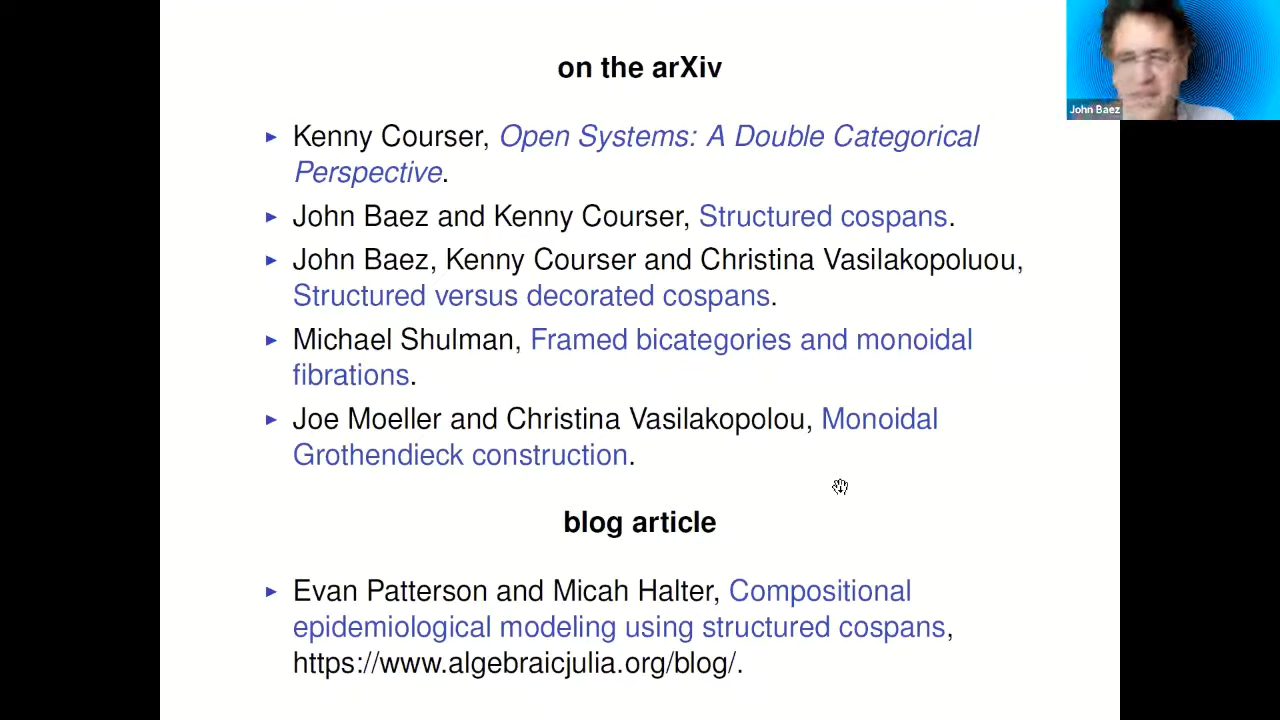 on the arXiv
John Baez
Kenny Courser, Open Systems: A Double Categorical
Perspective.
John Baez and Kenny Courser, Structured cospans.
John Baez, Kenny Courser and Christina Vasilakopoluou,
Structured versus decorated cospans.
Michael Shulman, Framed bicategories and monoidal
fibrations.
Joe Moeller and Christina Vasilakopolou, Monoidal
Grothendieck construction.
blog article
Evan Patterson and Micah Halter, Compositional
epidemiological modeling using structured cospans,
https://www.algebraicjulia.org/blog/.